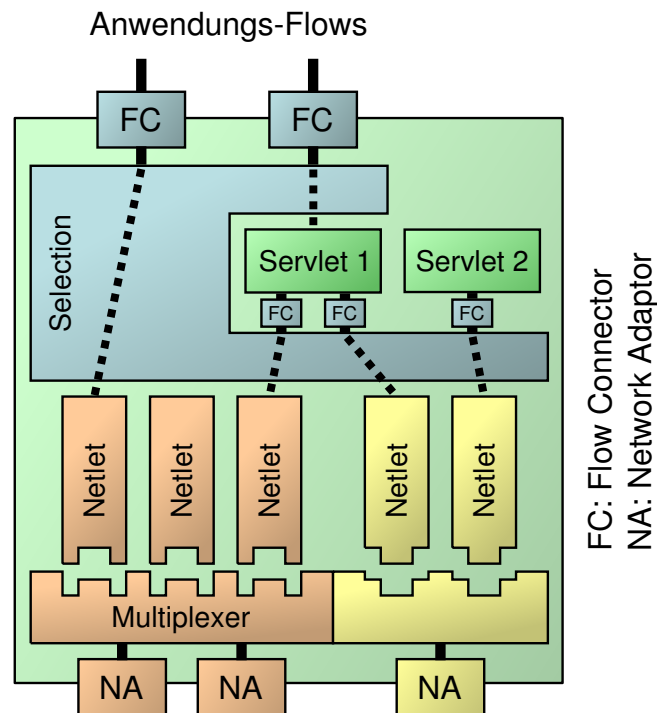 Anwendungs-Flows
FC
FC
Selection
Servlet 1
Servlet 2
FC
FC
FC
Netlet
Netlet
Netlet
Netlet
Netlet
Multiplexer
NA
NA
NA
FC: Flow Connector
NA: Network Adaptor